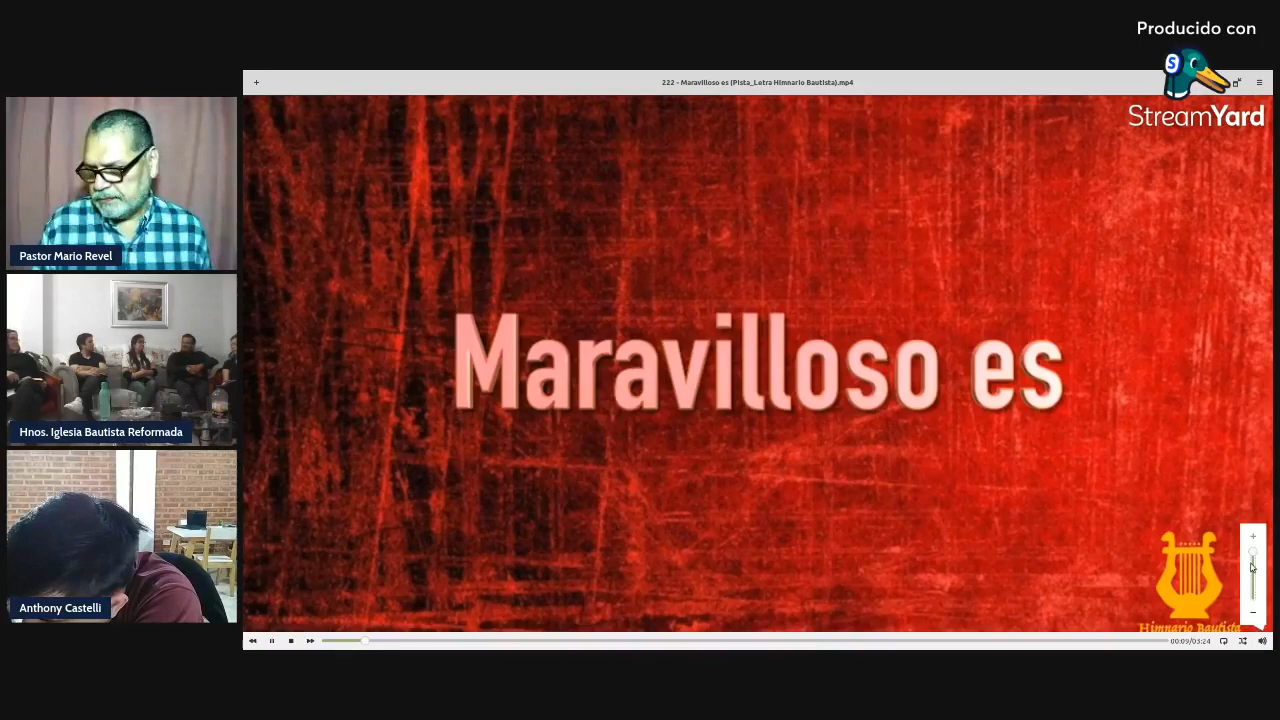 Producido con
S
StreamYard
222 - Maravilloso es (Pista_Letra Himnario Bautista).mp4
Pastor Mario Revel
Hnos. Iglesia Bautista Reformada
Anthony Castelli
Maravilloso es
Himnario Bautista
00:09/03:24